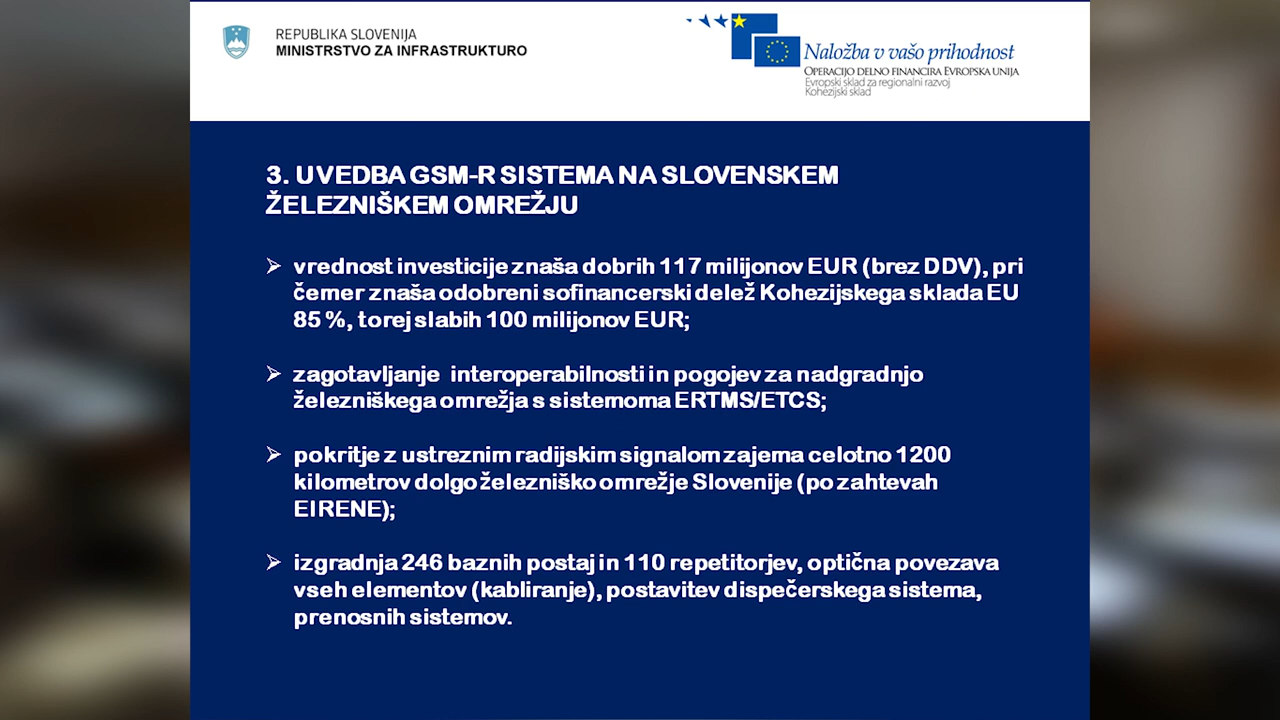 REPUBLIKA SLOVENIJA
MINISTRSTVO ZA INFRASTRUKTURO
Naložba v vašo prihodnost
OPERACIJO DELNO FINANCIRA EVROPSKA UNIJA
Evropski sklad za regionalni razvoj
Kohezijski sklad
3. UVEDBA GSM-R SISTEMA NA SLOVENSKEM
ŽELEZNIŠKEM OMREŽJU
➢ vrednost investicije znaša dobrih 117 milijonov EUR (brez DDV), pri
čemer znaša odobreni sofinancerski delež Kohezijskega sklada EU
85 %, torej slabih 100 milijonov EUR;
➢ zagotavljanje interoperabilnosti in pogojev za nadgradnjo
železniškega omrežja s sistemoma ERTMS/ETCS;
➢ pokritje z ustreznim radijskim signalom zajema celotno 1200
kilometrov dolgo železniško omrežje Slovenije (po zahtevah
EIRENE);
➢ izgradnja 246 baznih postaj in 110 repetitorjev, optična povezava
vseh elementov (kabliranje), postavitev dispečerskega sistema,
prenosnih sistemov.